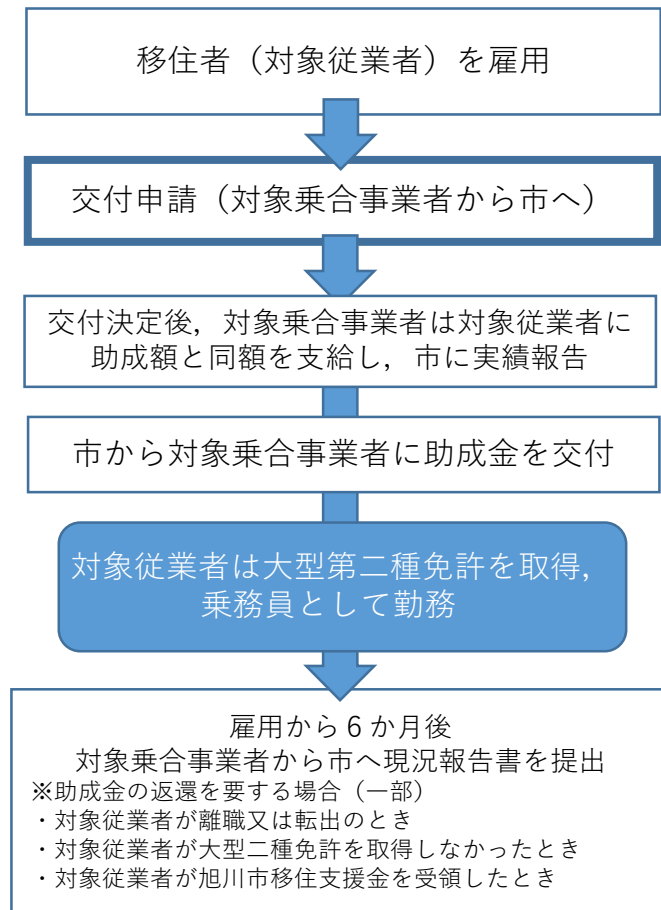 移住者（対象従業者）を雇用
交付申請（対象乗合事業者から市へ）
交付決定後，対象乗合事業者は対象従業者に
助成額と同額を支給し，市に実績報告
市から対象乗合事業者に助成金を交付
対象従業者は大型第二種免許を取得，
乗務員として勤務
雇用から６か月後
対象乗合事業者から市へ現況報告書を提出
※助成金の返還を要する場合（一部）
・対象従業者が離職又は転出のとき
・対象従業者が大型二種免許を取得しなかったとき
・対象従業者が旭川市移住支援金を受領したとき